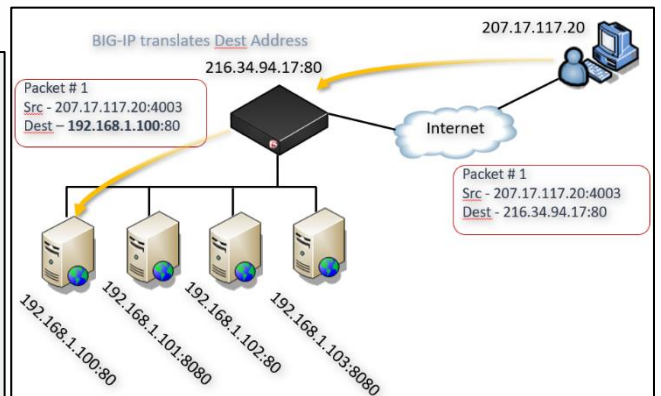 BIG-IP translates Dest Address
216.34.94.17:80
207.17.117.20
Packet # 1
Src - 207.17.117.20:4003
Dest – 192.168.1.100:80
Internet
Packet # 1
Src - 207.17.117.20:4003
Dest - 216.34.94.17:80
192.168.1.100:80
192.168.1.101:8080
192.168.1.102:80
192.168.1.103:8080